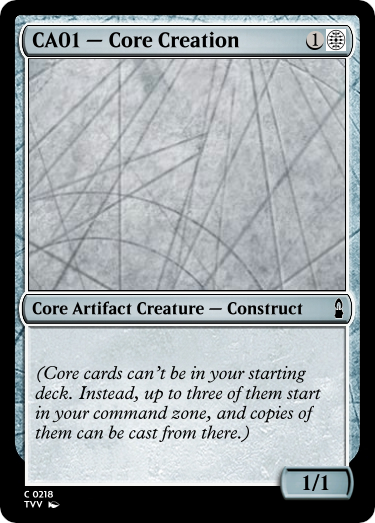 CA01 — Core Creation
1
Core Artifact Creature — Construct
(Core cards can't be in your starting
deck. Instead, up to three of them start
in your command zone, and copies of
them can be cast from there.)
1/1
C 0218
TVV